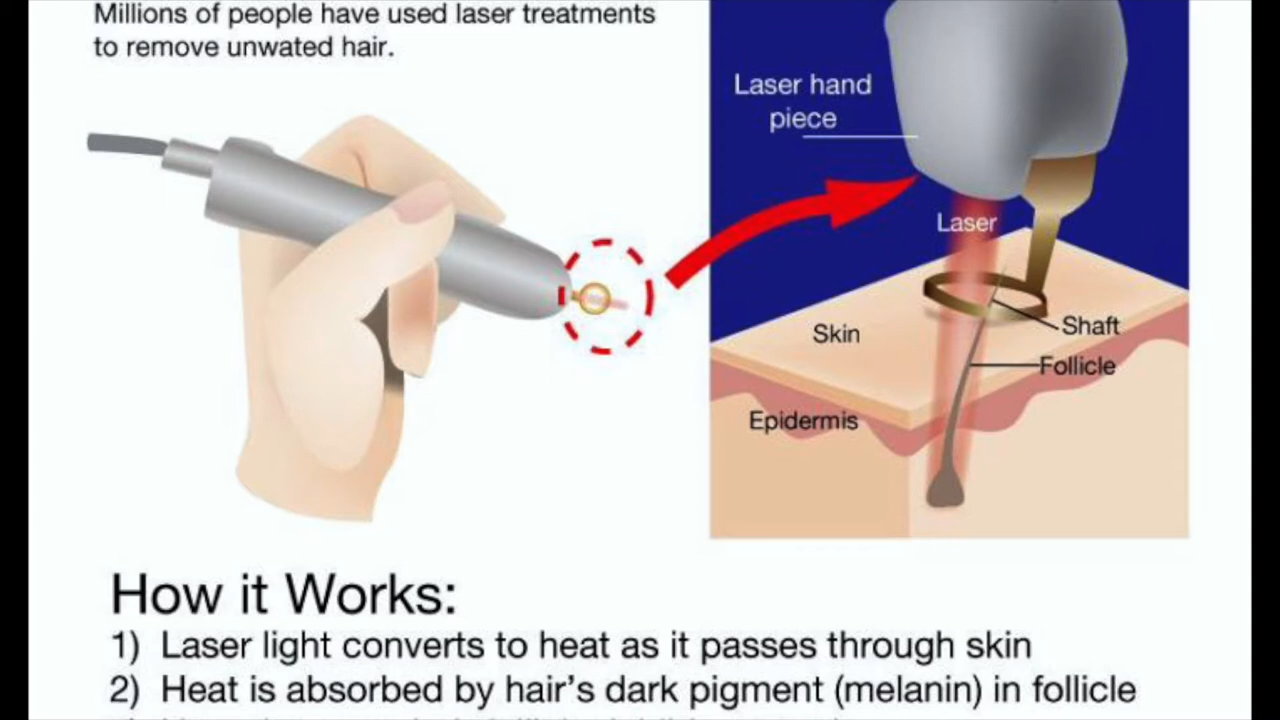 Millions of people have used laser treatments
to remove unwated hair.
Laser hand
piece
Laser
Shaft
Skin
Follicle
Epidermis
How it Works:
1) Laser light converts to heat as it passes through skin
2) Heat is absorbed by hair's dark pigment (melanin) in follicle